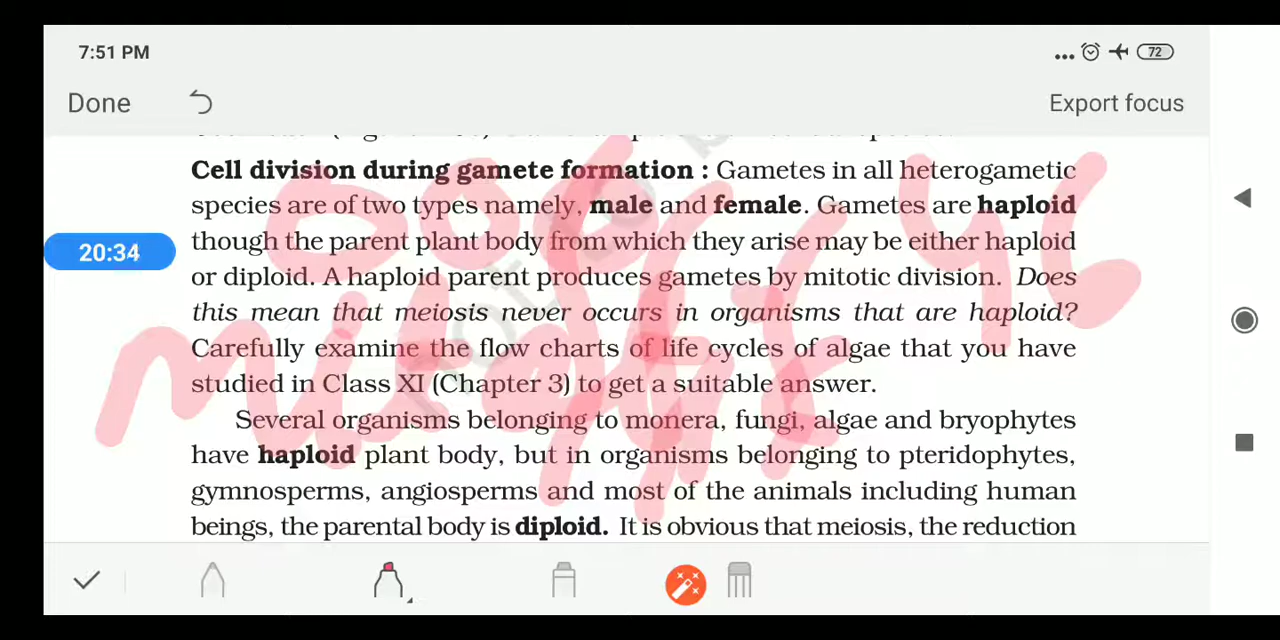 7:51 PM
72
Done
Export focus
Cell division during gamete formation : Gametes in all heterogametic
species are of two types namely, male and female. Gametes are haploid
20:34
though the parent plant body from which they arise may be either haploid
or diploid. A haploid parent produces gametes by mitotic division. Does
this mean that meiosis never occurs in organisms that are haploid?
Carefully examine the flow charts of life cycles of algae that you have
studied in Class XI (Chapter 3) to get a suitable answer.
Several organisms belonging to monera, fungi, algae and bryophytes
have haploid plant body, but in organisms belonging to pteridophytes,
gymnosperms, angiosperms and most of the animals including human
beings, the parental body is diploid. It is obvious that meiosis, the reduction